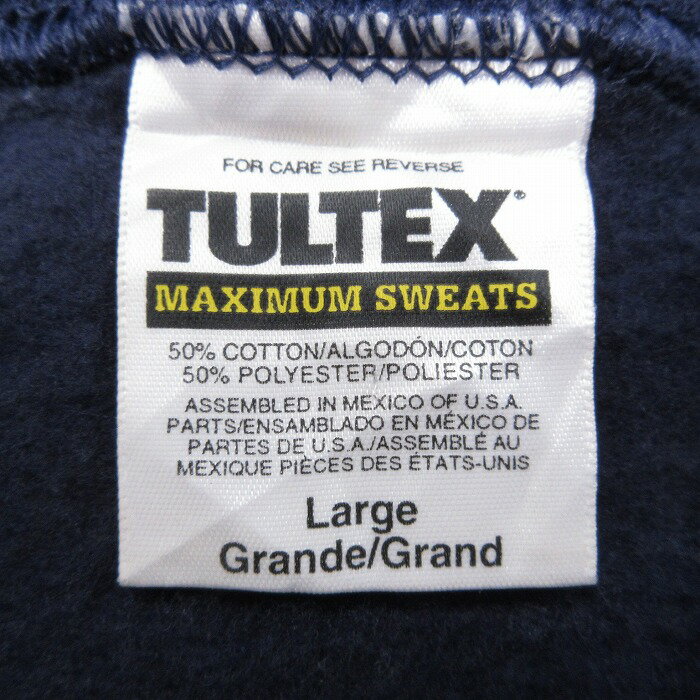 FOR CARE SEE REVERSE
TULTEX®
MAXIMUM SWEATS
50% COTTON/ALGODÓN/COTON
50% POLYESTER/POLIESTER
ASSEMBLED IN MEXICO OF U.S.A.
PARTS/ENSAMBLADO EN MÉXICO DE
PARTES DE U.S.A./ASSEMBLÉ AU
MEXIQUE PIÈCES DES ÉTATS-UNIS
Large
Grande/Grand